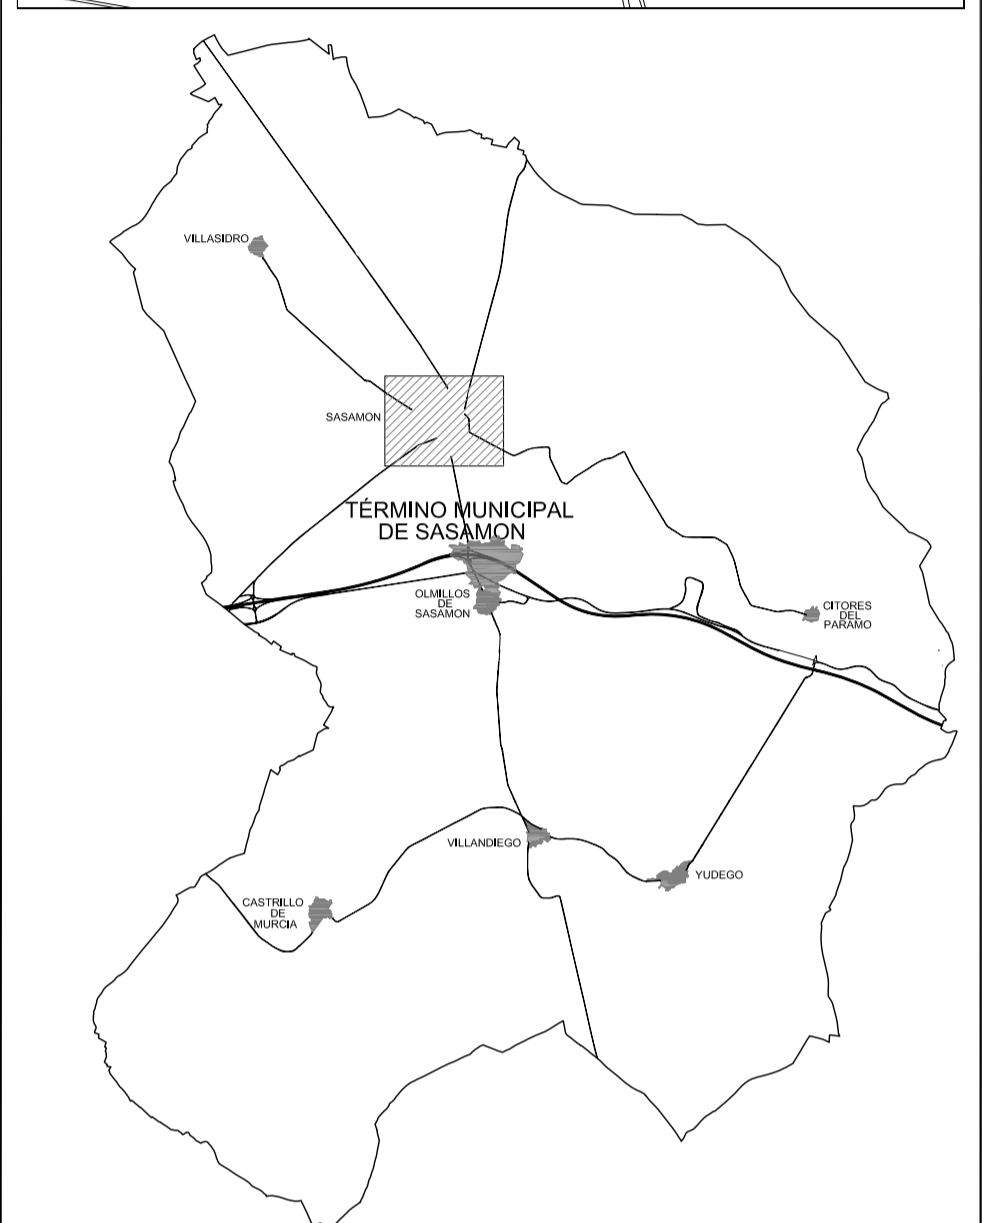 VILLASIDRO
SASAMON
TÉRMINO MUNICIPAL
DE SASAMON
OLMILLOS
DE
SASAMON
CITORES
DEL
PARAMO
VILLANDIEGO
YUDEGO
CASTRILLO
DE
MURCIA